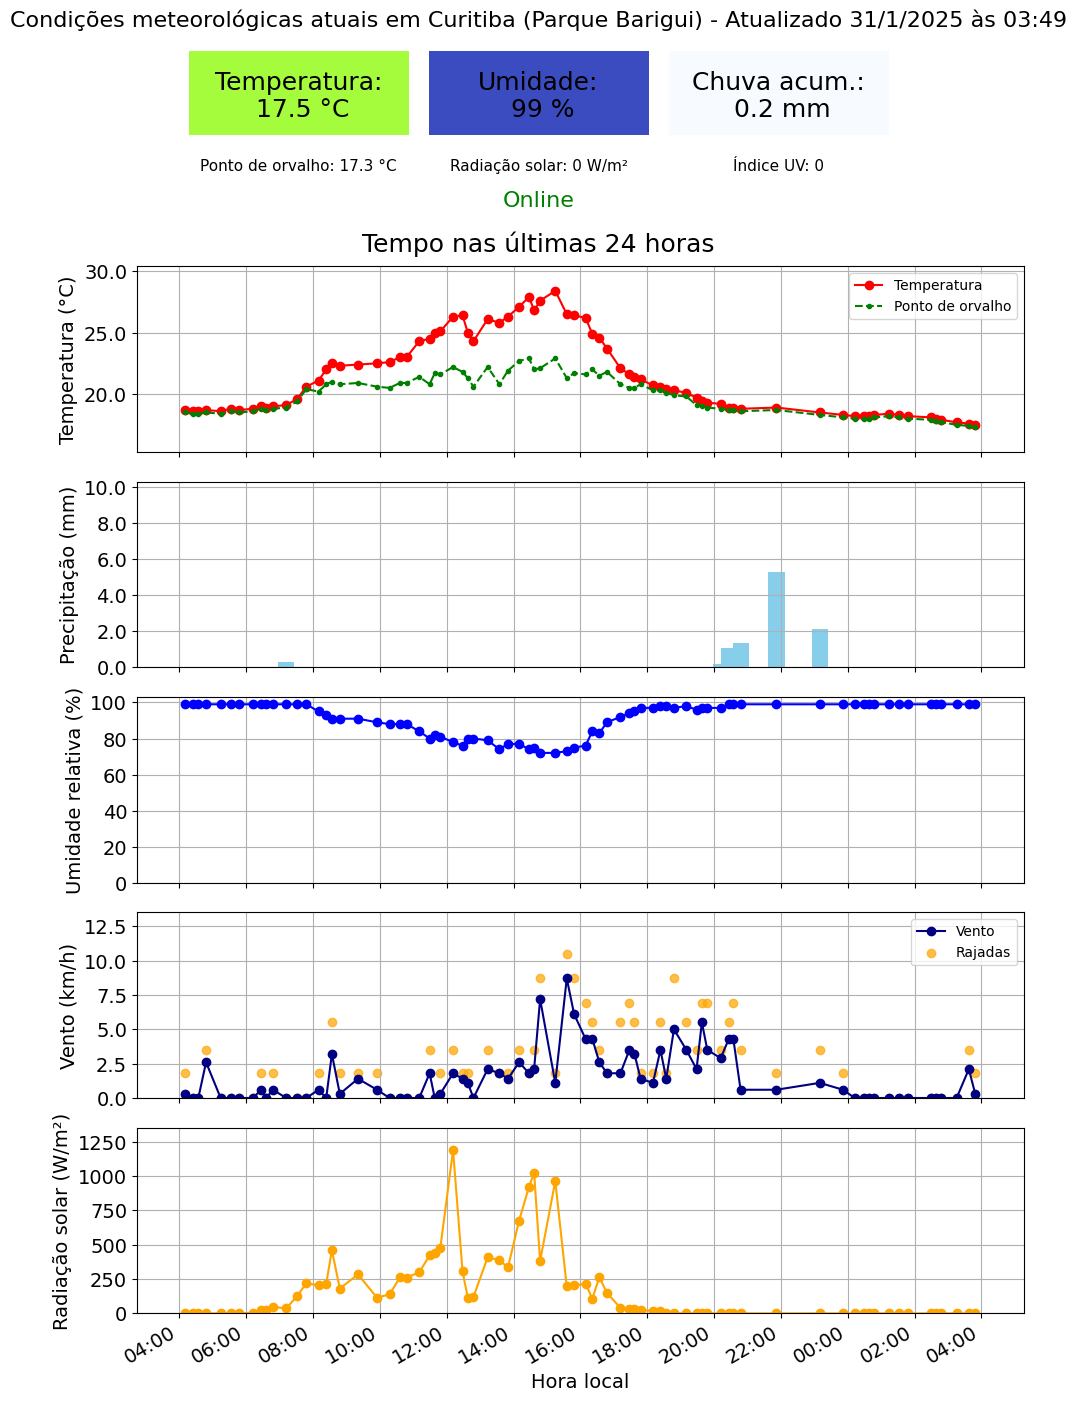 Condições meteorológicas atuais em Curitiba (Parque Barigui) - Atualizado 31/1/2025 às 03:49
Temperatura:
17.5 °C
Umidade:
99 %
Chuva acum.:
0.2 mm
Ponto de orvalho: 17.3 °C
Radiação solar: 0 W/m²
Índice UV: 0
Online
Tempo nas últimas 24 horas
Temperatura (°C)
30.0
25.0
20.0
Temperatura
Ponto de orvalho
Precipitação (mm)
10.0
8.0
6.0
4.0
2.0
0.0
Umidade relativa (%)
100
80
60
40
20
0
Vento (km/h)
12.5
10.0
7.5
5.0
2.5
0.0
Vento
Rajadas
Radiação solar (W/m²)
1250
1000
750
500
250
0
04:00
06:00
08:00
10:00
12:00
14:00
16:00
18:00
20:00
22:00
00:00
02:00
04:00
Hora local